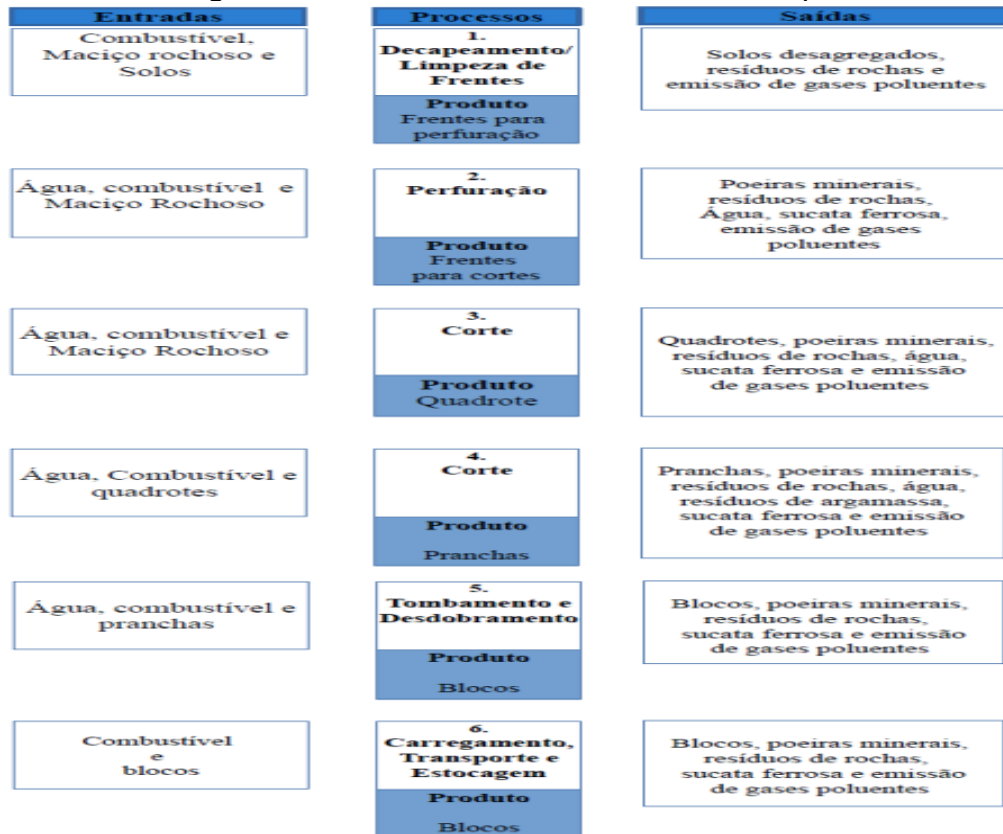 Entradas
Processos
Saídas
Combustível,
Maciço rochoso e
Solos
1.
Decapeamento/
Limpeza de
Frentes
Produto
Frentes para
perfuração
Solos desagregados,
resíduos de rochas e
emissão de gases poluentes
Água, combustível e
Maciço Rochoso
2.
Perfuração
Produto
Frentes
para cortes
Poeiras minerais,
resíduos de rochas,
Água, sucata ferrosa,
emissão de gases
poluentes
Água, combustível e
Maciço Rochoso
3.
Corte
Produto
Quadrote
Quadrotes, poeiras minerais,
resíduos de rochas, água,
sucata ferrosa e emissão
de gases poluentes
Água, Combustível e
quadrotes
4.
Corte
Produto
Pranchas
Pranchas, poeiras minerais,
resíduos de rochas, água,
resíduos de argamassa,
sucata ferrosa e emissão
de gases poluentes
Água, combustível e
pranchas
5.
Tombamento e
Desdobramento
Produto
Blocos
Blocos, poeiras minerais,
resíduos de rochas,
sucata ferrosa e emissão
de gases poluentes
Combustível
e
blocos
6.
Carregamento,
Transporte e
Estocagem
Produto
Blocos
Blocos, poeiras minerais,
resíduos de rochas,
sucata ferrosa e emissão
de gases poluentes